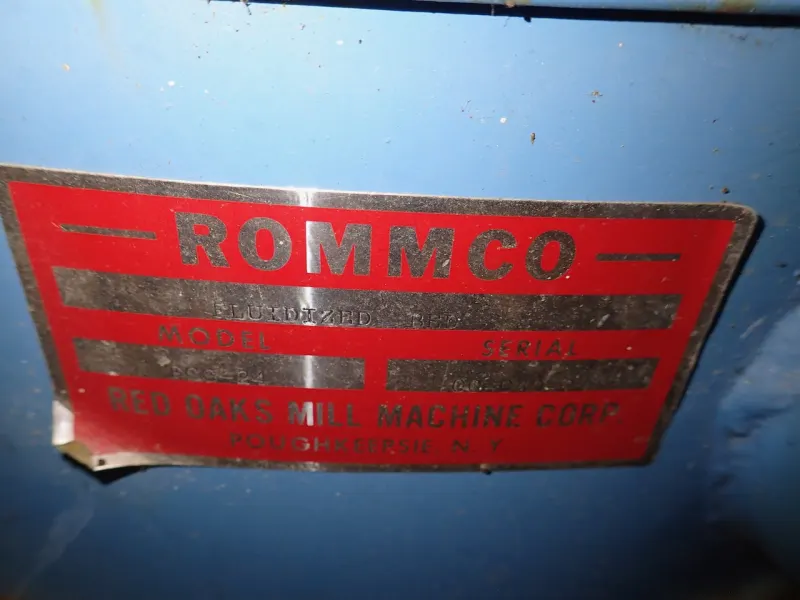 ROMMCO
FLUIDIZED BED
MODEL SERIAL
RED OAKS MILL MACHINE CORP.
POUGHKEEPSIE N. Y.